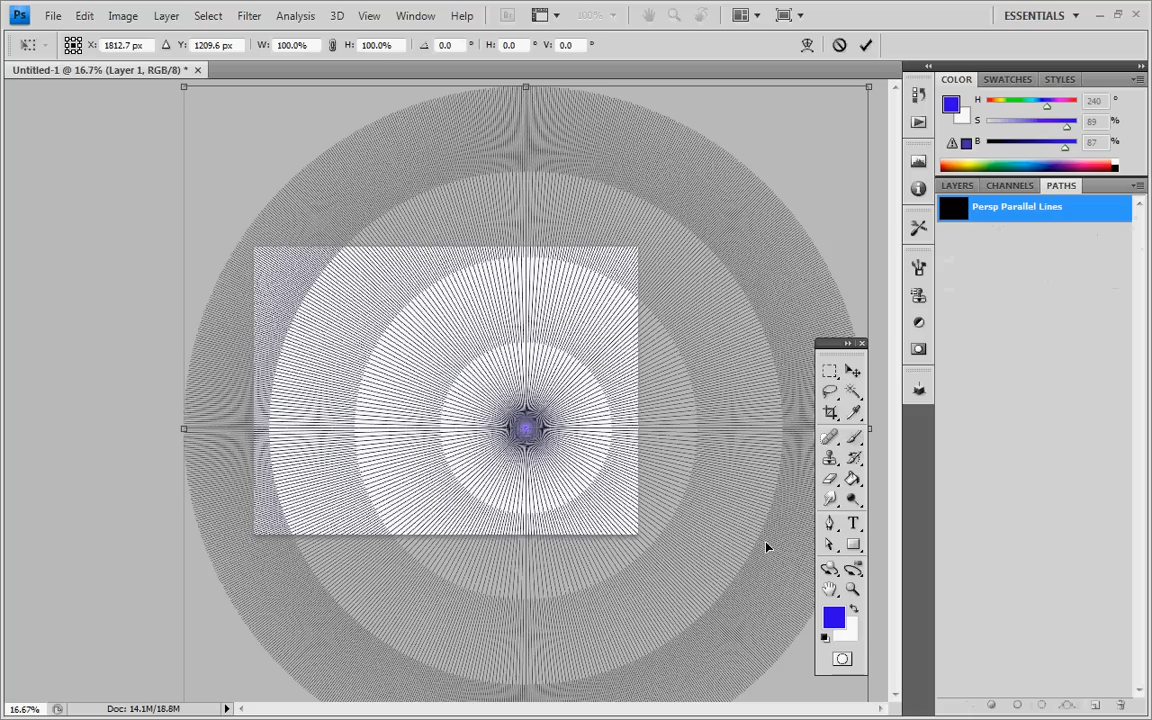 Ps File Edit Image Layer Select Filter Analysis 3D View Window Help Br 100% ESSENTIALS
X: 1812.7 px Y: 1209.6 px W: 100.0% H: 100.0% 0.0 ° H: 0.0 ° V: 0.0 °
Untitled-1 @ 16.7% (Layer 1, RGB/8) *
COLOR SWATCHES STYLES
H 240 °
S 89 %
B 87 %
LAYERS CHANNELS PATHS
Persp Parallel Lines
T
16.67% Doc: 14.1M/18.8M